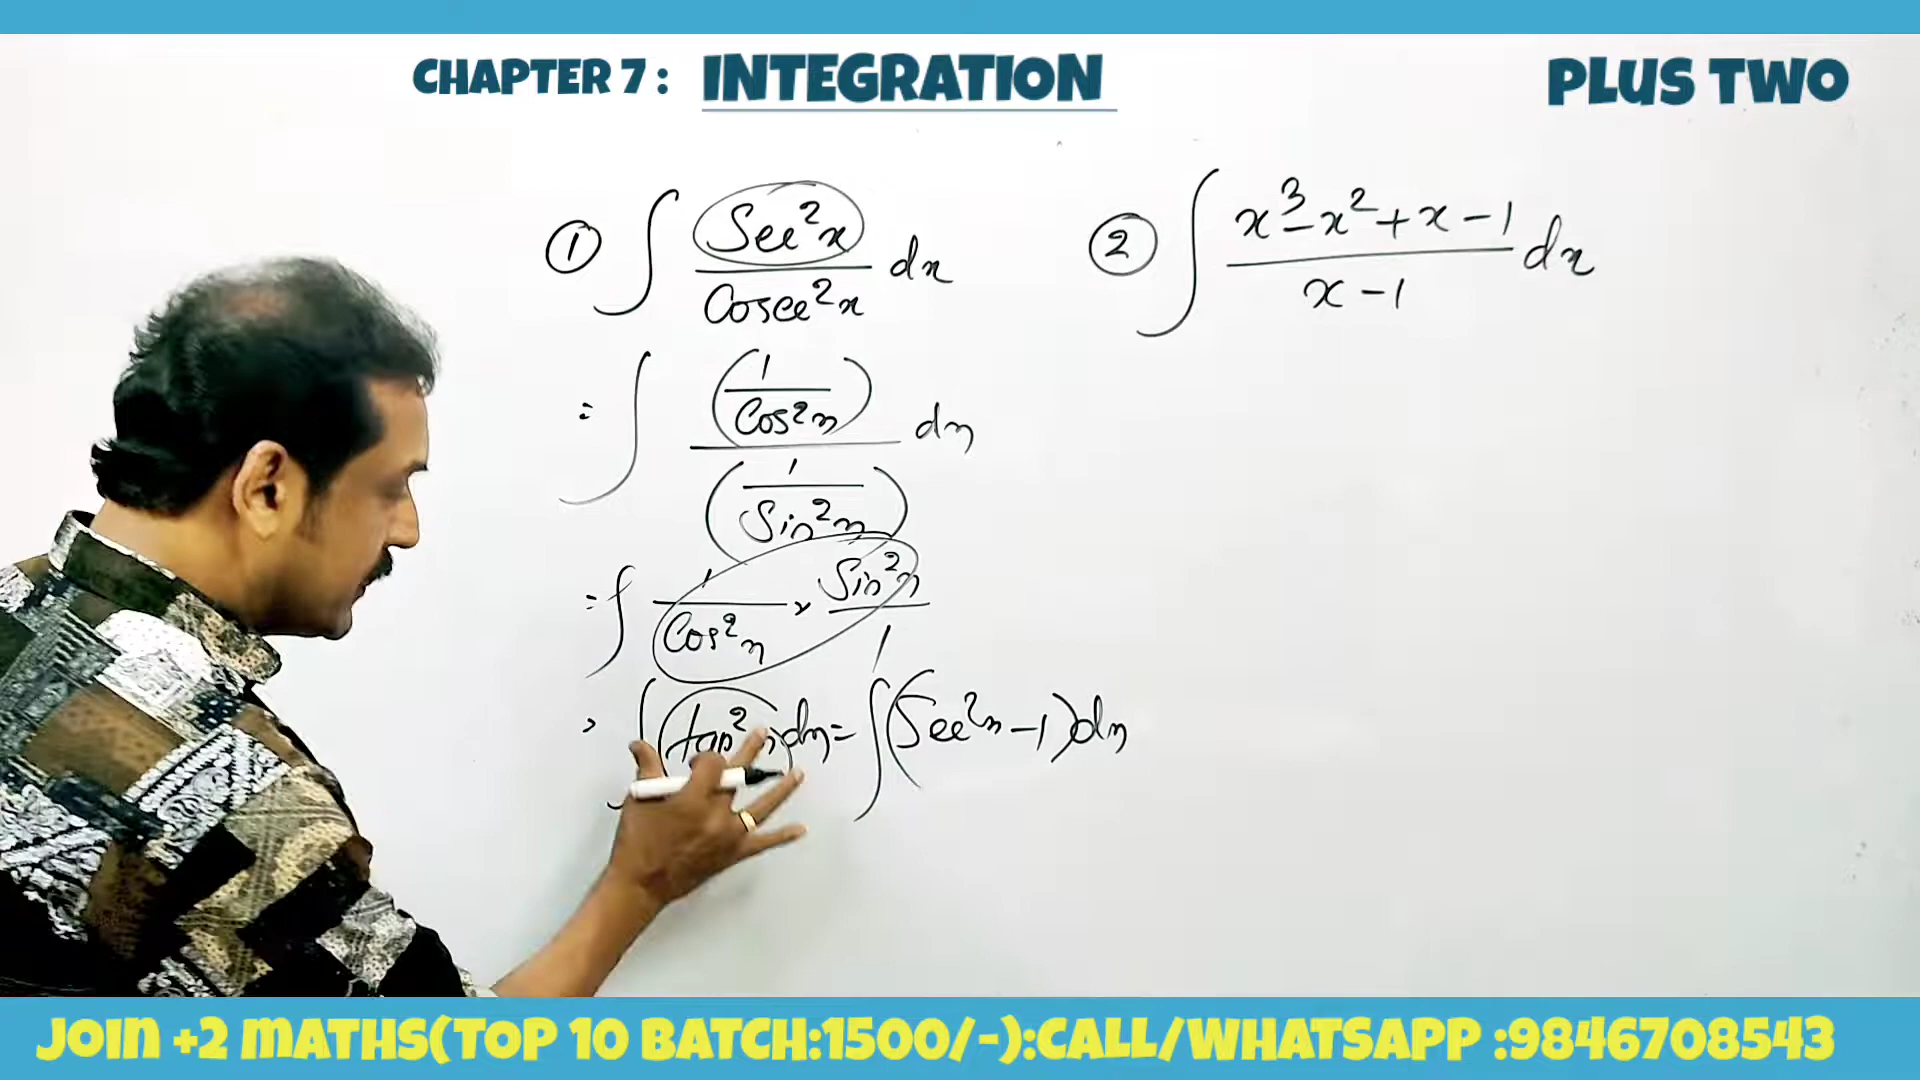 CHAPTER 7 : INTEGRATION
PLUS TWO
① ∫ Sec²x / Cosec²x dx
= ∫ (1 / Cos²x) / (1 / Sin²x) dx
= ∫ 1 / Cos²x × Sin²x / 1
= ∫ tan²x dx = ∫ (Sec²x - 1) dx
② ∫ x³ - x² + x - 1 / x - 1 dx
JOIN +2 MATHS(TOP 10 BATCH:1500/-):CALL/WHATSAPP :9846708543